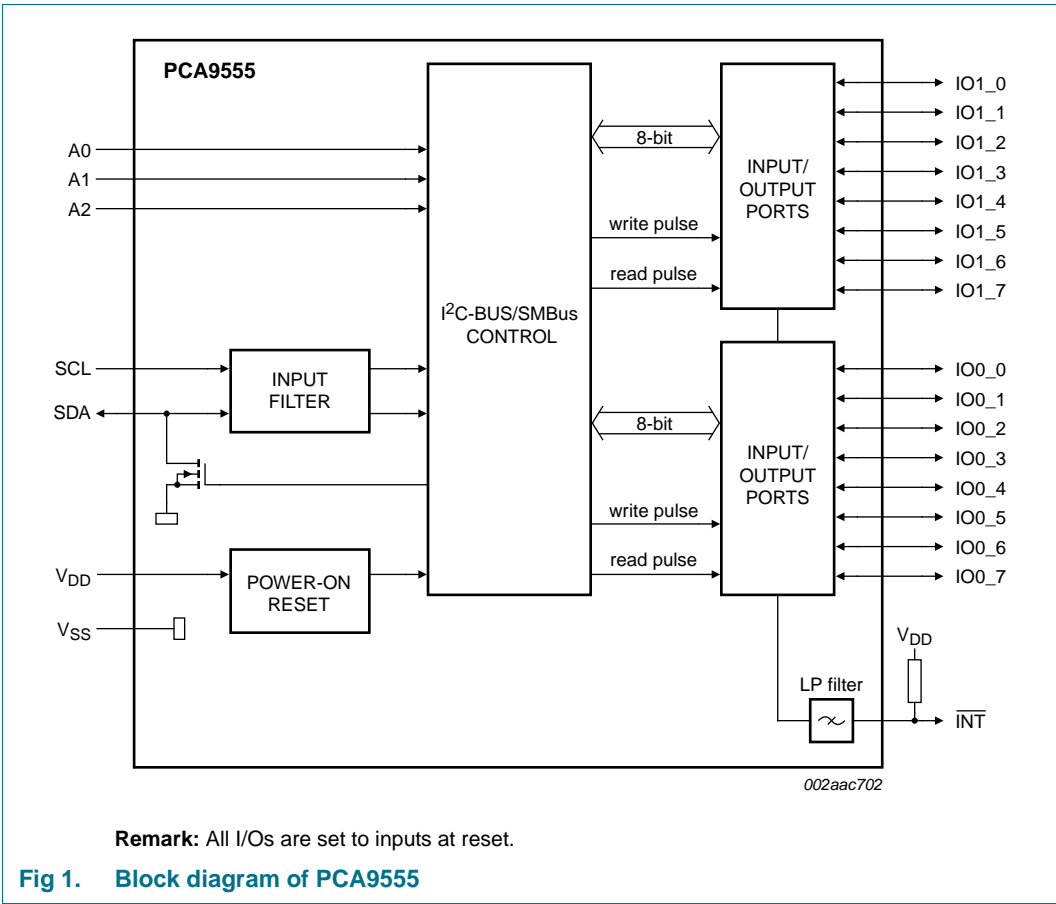 PCA9555
A0
A1
A2
SCL
SDA
VDD
VSS
INPUT
FILTER
POWER-ON
RESET
I2C-BUS/SMBus
CONTROL
8-bit
write pulse
read pulse
INPUT/
OUTPUT
PORTS
IO1_0
IO1_1
IO1_2
IO1_3
IO1_4
IO1_5
IO1_6
IO1_7
8-bit
write pulse
read pulse
INPUT/
OUTPUT
PORTS
IO0_0
IO0_1
IO0_2
IO0_3
IO0_4
IO0_5
IO0_6
IO0_7
VDD
LP filter
INT
002aac702
Remark: All I/Os are set to inputs at reset.
Fig 1. Block diagram of PCA9555